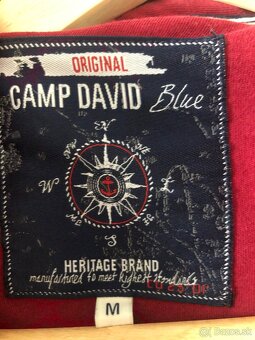 ORIGINAL
CAMP DAVID Blue
N
W L
S
HERITAGE BRAND
manufactured to meet highest standards
M